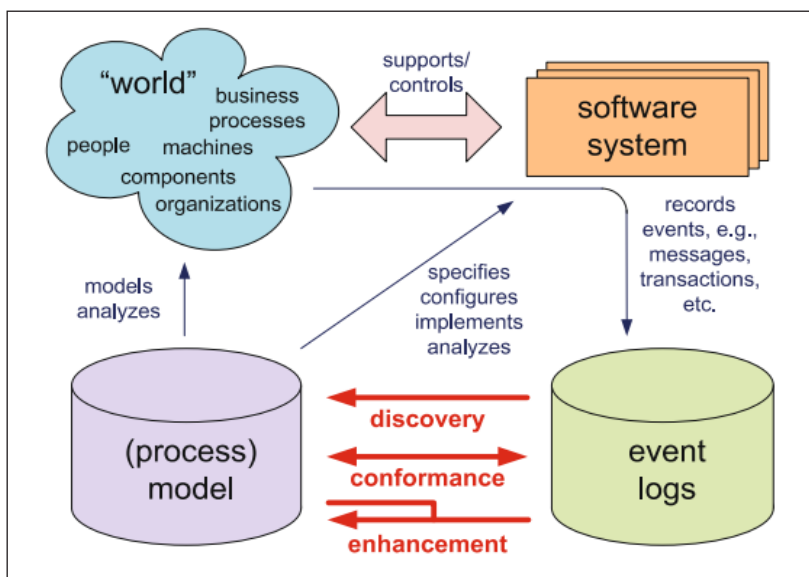 “world”
business
processes
people
machines
components
organizations
supports/
controls
software
system
records
events, e.g.,
messages,
transactions,
etc.
models
analyzes
specifies
configures
implements
analyzes
(process)
model
discovery
conformance
enhancement
event
logs